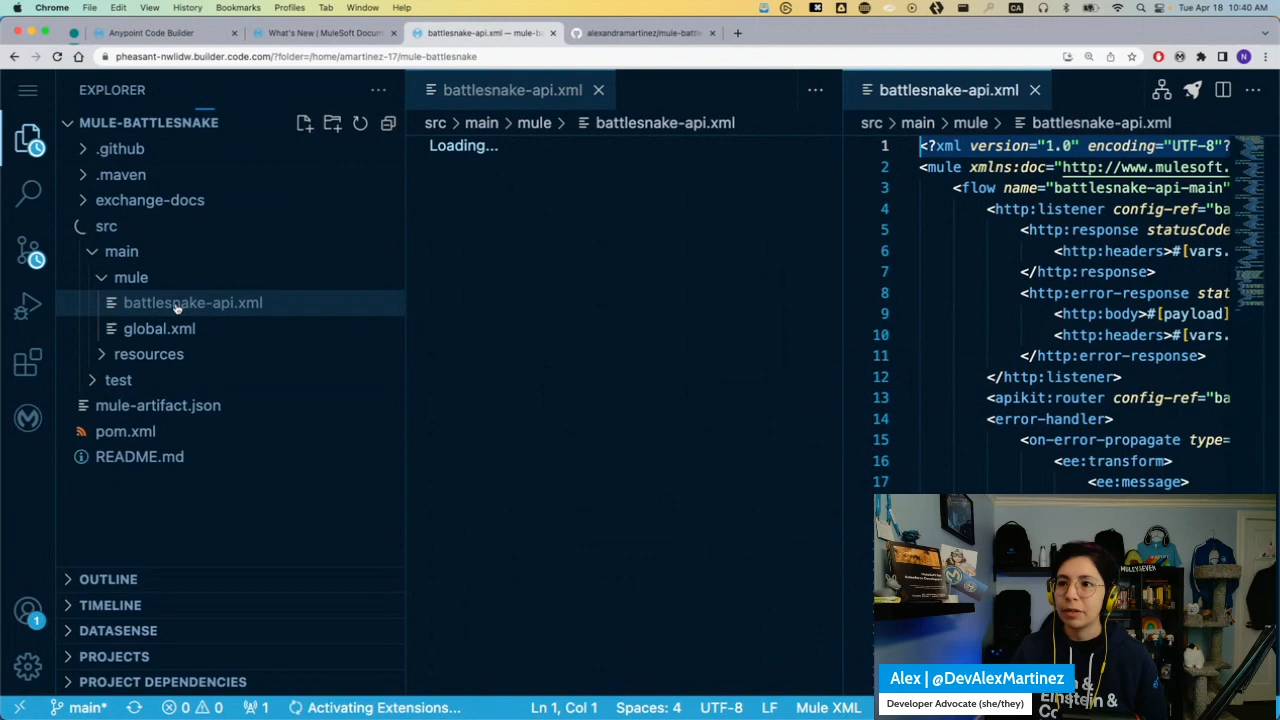 Chrome File Edit View History Bookmarks Profiles Tab Window Help Tue Apr 18 10:40 AM
Anypoint Code Builder
What's New | MuleSoft Docum
battlesnake-api.xml — mule-b
alexandramartinez/mule-battl
pheasant-nwlidw.builder.code.com/?folder=/home/amartinez-17/mule-battlesnake
EXPLORER
MULE-BATTLESNAKE
.github
.maven
exchange-docs
src
main
mule
battlesnake-api.xml
global.xml
resources
test
mule-artifact.json
pom.xml
README.md
OUTLINE
TIMELINE
DATASENSE
PROJECTS
PROJECT DEPENDENCIES
1
battlesnake-api.xml
src > main > mule > battlesnake-api.xml
Loading...
battlesnake-api.xml
src > main > mule > battlesnake-api.xml
1 <?xml version="1.0" encoding="UTF-8"?
2 <mule xmlns:doc="http://www.mulesoft.
3 <flow name="battlesnake-api-main"
4 <http:listener config-ref="ba
5 <http:response statusCode
6 <http:headers>#[vars.
7 </http:response>
8 <http:error-response stat
9 <http:body>#[payload]
10 <http:headers>#[vars.
11 </http:error-response>
12 </http:listener>
13 <apikit:router config-ref="ba
14 <error-handler>
15 <on-error-propagate type=
16 <ee:transform>
17 <ee:message>
MULEY4EVER
Alex | @DevAlexMartinez
Developer Advocate (she/they)
&
Einstein &
main* 0 0 1 Activating Extensions... Ln 1, Col 1 Spaces: 4 UTF-8 LF Mule XML